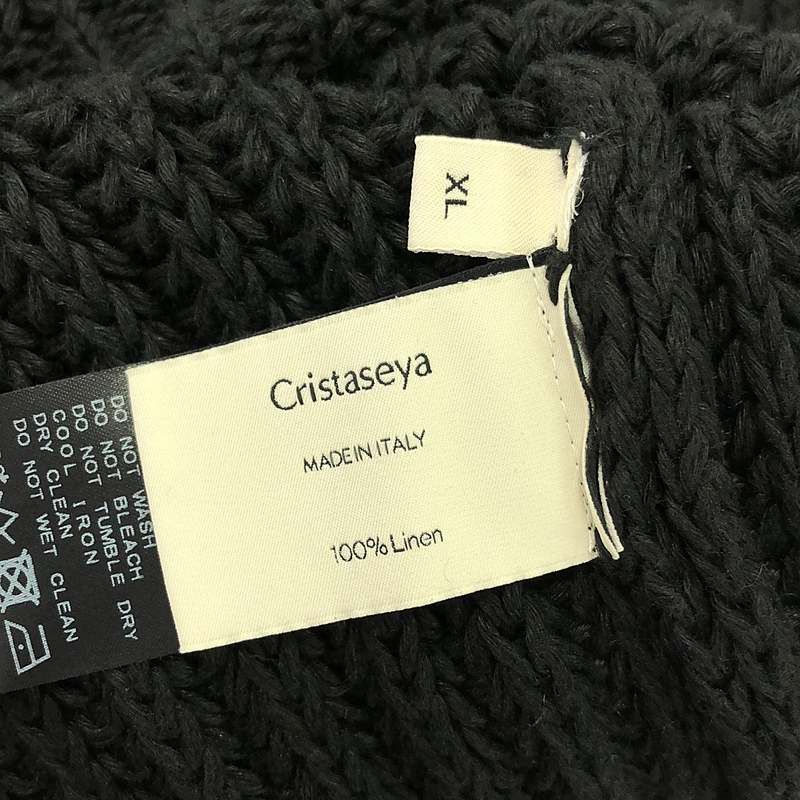 XL
Cristaseya
MADE IN ITALY
100% Linen
DO NOT WASH
DO NOT BLEACH
DO NOT TUMBLE DRY
COOL IRON
DRY CLEAN
DO NOT WET CLEAN